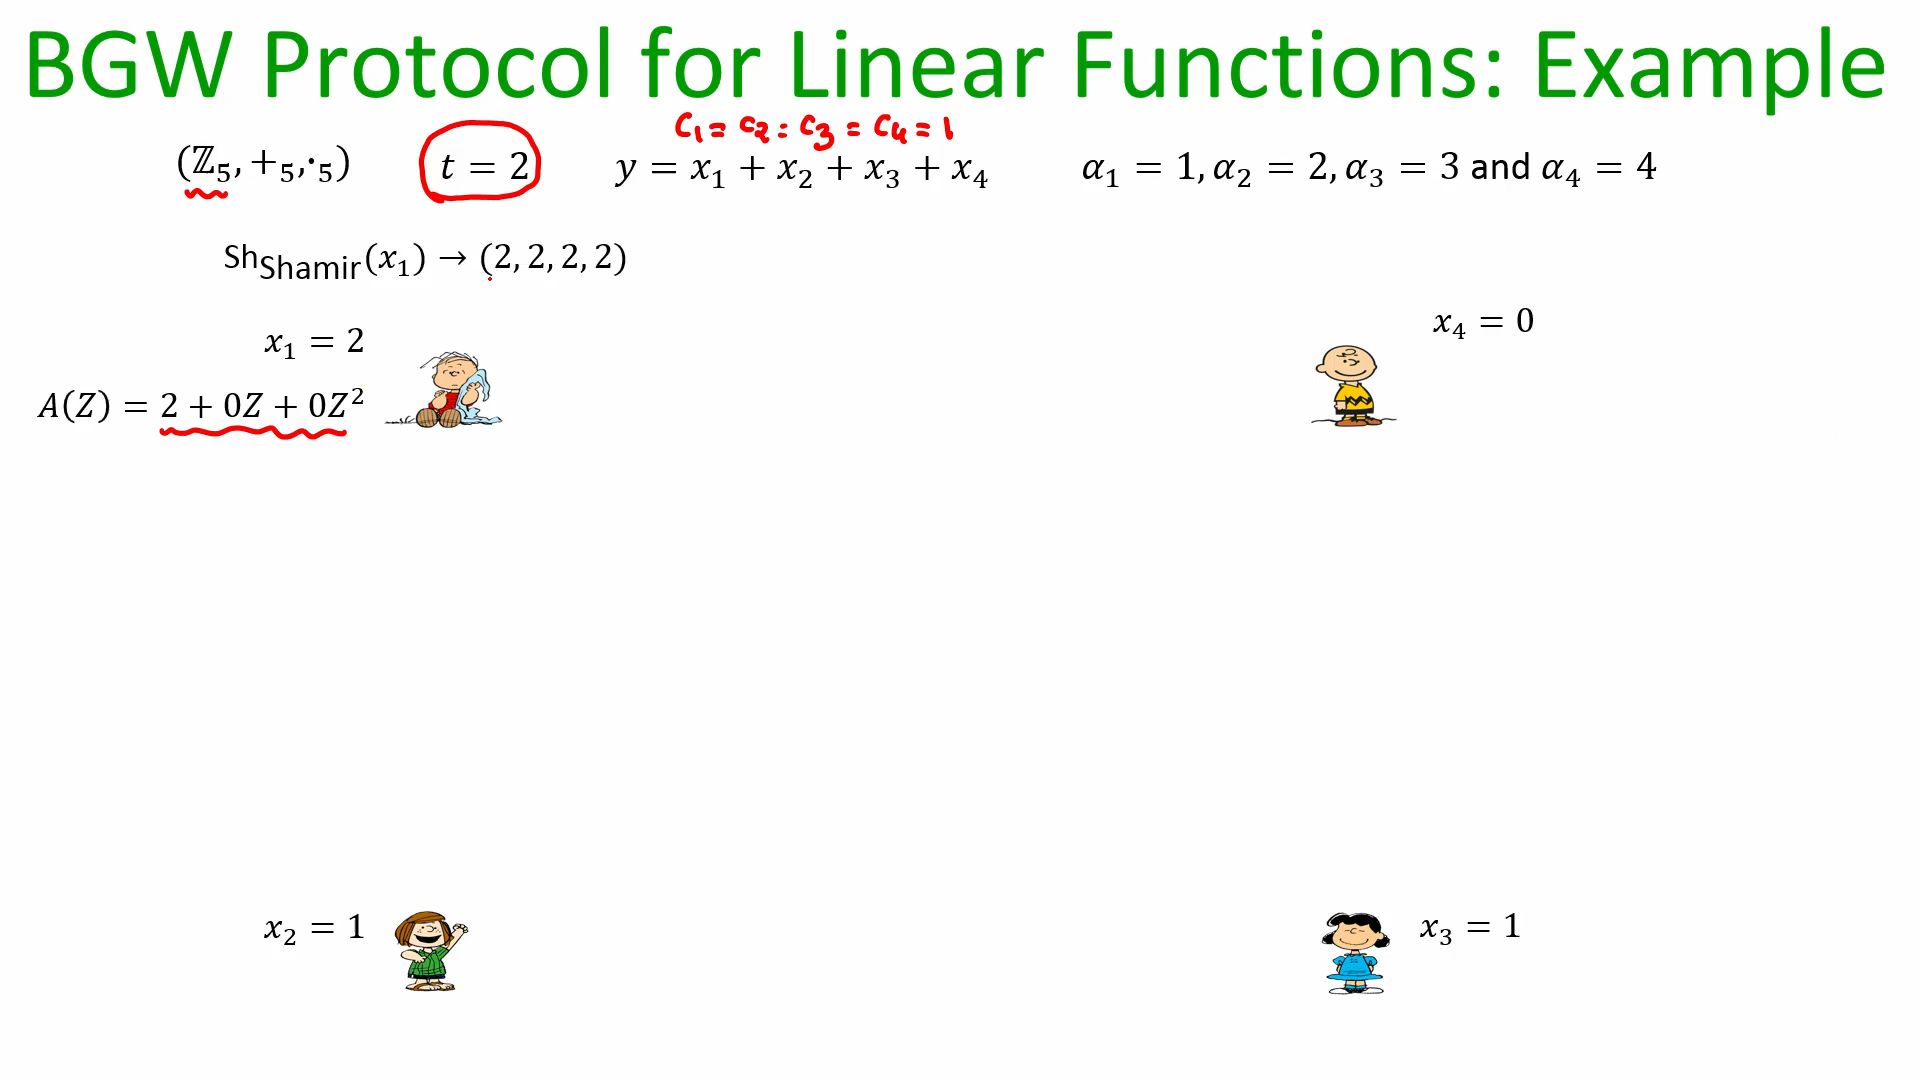 BGW Protocol for Linear Functions: Example
c₁ = c₂ = c₃ = c₄ = 1
(ℤ₅, +₅, ·₅) t = 2 y = x₁ + x₂ + x₃ + x₄ α₁ = 1, α₂ = 2, α₃ = 3 and α₄ = 4
Sh_Shamir(x₁) → (2, 2, 2, 2)
x₄ = 0
x₁ = 2
A(Z) = 2 + 0Z + 0Z²
x₂ = 1 x₃ = 1